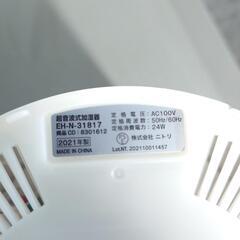 超音波式加湿器
EH-N-31817
商品CD:8301612
2021年製
MADE IN CHINA
定格電圧:AC100V
定格周波数:50Hz/60Hz
定格消費電力:24W
株式会社ニトリ
Lot.NT. 202110011457